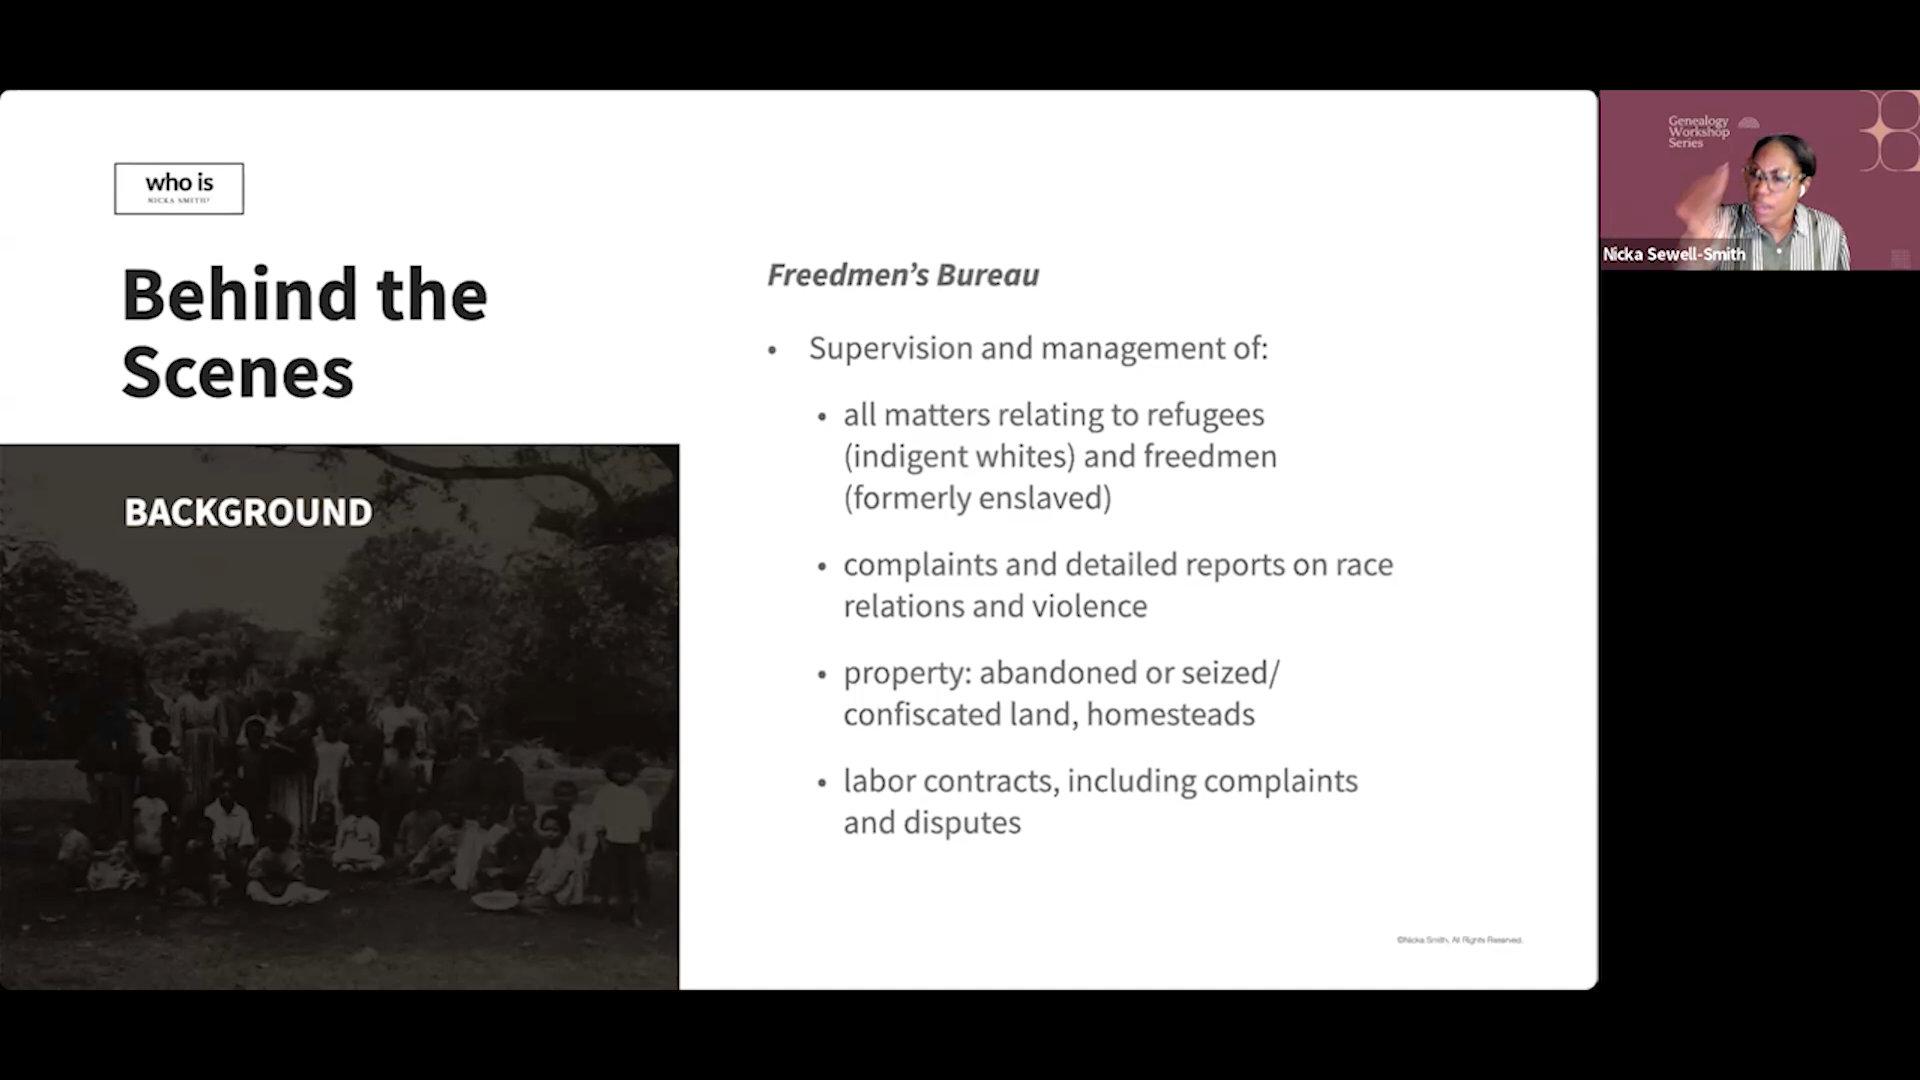 who is
NICKA SMITH?
Behind the
Scenes
BACKGROUND
Freedmen’s Bureau
• Supervision and management of:
• all matters relating to refugees
(indigent whites) and freedmen
(formerly enslaved)
• complaints and detailed reports on race
relations and violence
• property: abandoned or seized/
confiscated land, homesteads
• labor contracts, including complaints
and disputes
©Nicka Smith, All Rights Reserved.
Genealogy
Workshop
Series
Nicka Sewell-Smith